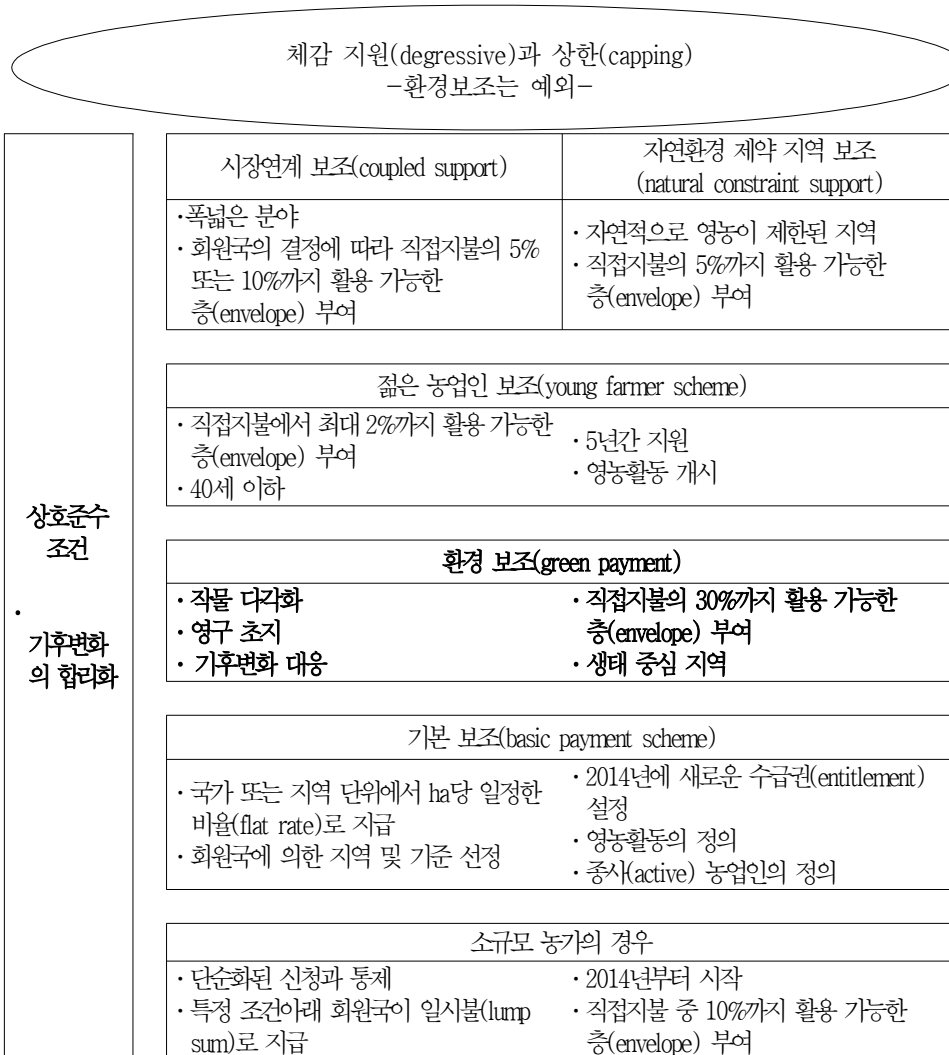 체감 지원(degressive)과 상한(capping)
-환경보조는 예외-
시장연계 보조(coupled support)
자연환경 제약 지역 보조
(natural constraint support)
·폭넓은 분야
·회원국의 결정에 따라 직접지불의 5%
또는 10%까지 활용 가능한
층(envelope) 부여
·자연적으로 영농이 제한된 지역
·직접지불의 5%까지 활용 가능한
층(envelope) 부여
젊은 농업인 보조(young farmer scheme)
·직접지불에서 최대 2%까지 활용 가능한
층(envelope) 부여
·40세 이하
·5년간 지원
·영농활동 개시
상호준수
조건
·
기후변화
의 합리화
환경 보조(green payment)
·작물 다각화
·영구 초지
· 기후변화 대응
·직접지불의 30%까지 활용 가능한
층(envelope) 부여
·생태 중심 지역
기본 보조(basic payment scheme)
·국가 또는 지역 단위에서 ha당 일정한
비율(flat rate)로 지급
·회원국에 의한 지역 및 기준 선정
·2014년에 새로운 수급권(entitlement)
설정
·영농활동의 정의
·종사(active) 농업인의 정의
소규모 농가의 경우
·단순화된 신청과 통제
·특정 조건아래 회원국이 일시불(lump
sum)로 지급
·2014년부터 시작
·직접지불 중 10%까지 활용 가능한
층(envelope) 부여